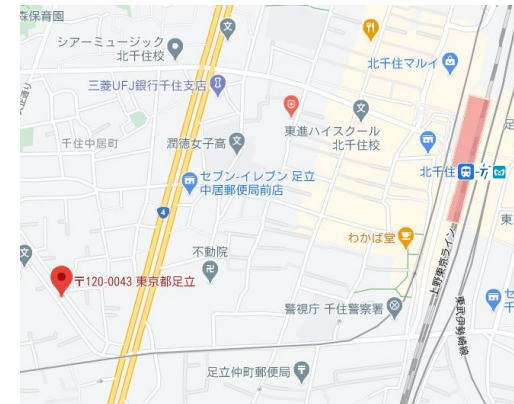 森保育園
シアーミュージック
北千住校
北千住マルイ
三菱UFJ銀行千住支店
東進ハイスクール
北千住校
千住中居町
潤徳女子高
足
北千住
セブン-イレブン 足立
中居郵便局前店
4
東
わかば堂
不動院
上野東京ライン
〒120-0043 東京都足立
セ
千
警視庁 千住警察署
東武伊勢崎線
足立仲町郵便局